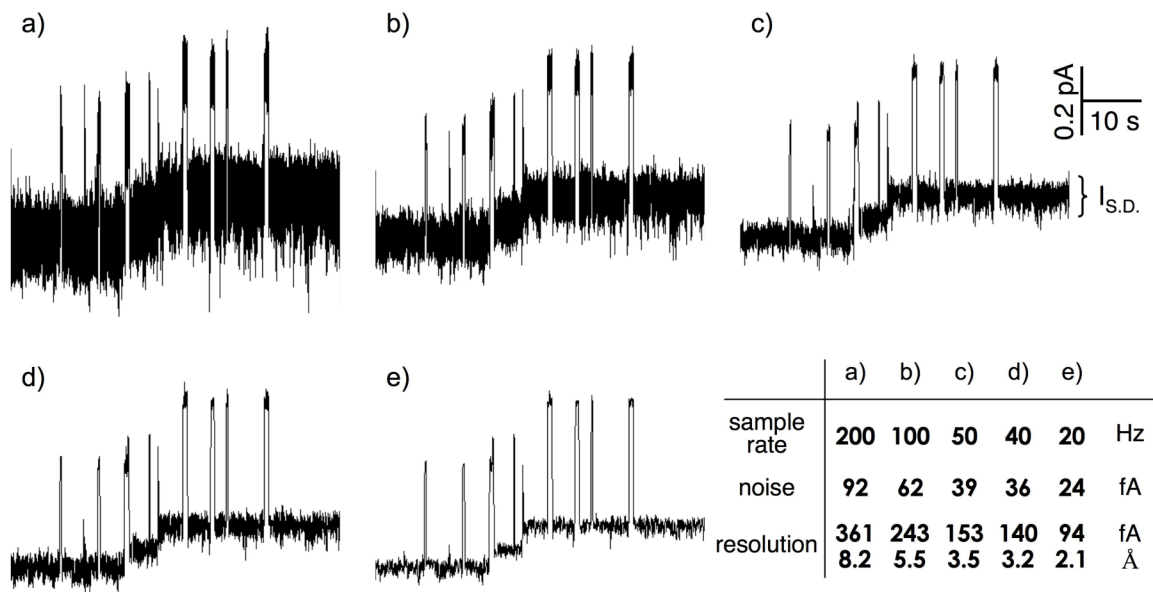 a)
b)
c)
0.2 pA
10 s
I S.D.
d)
e)
a) b) c) d) e)
sample
rate 200 100 50 40 20 Hz
noise 92 62 39 36 24 fA
resolution 361 243 153 140 94 fA
8.2 5.5 3.5 3.2 2.1 Å